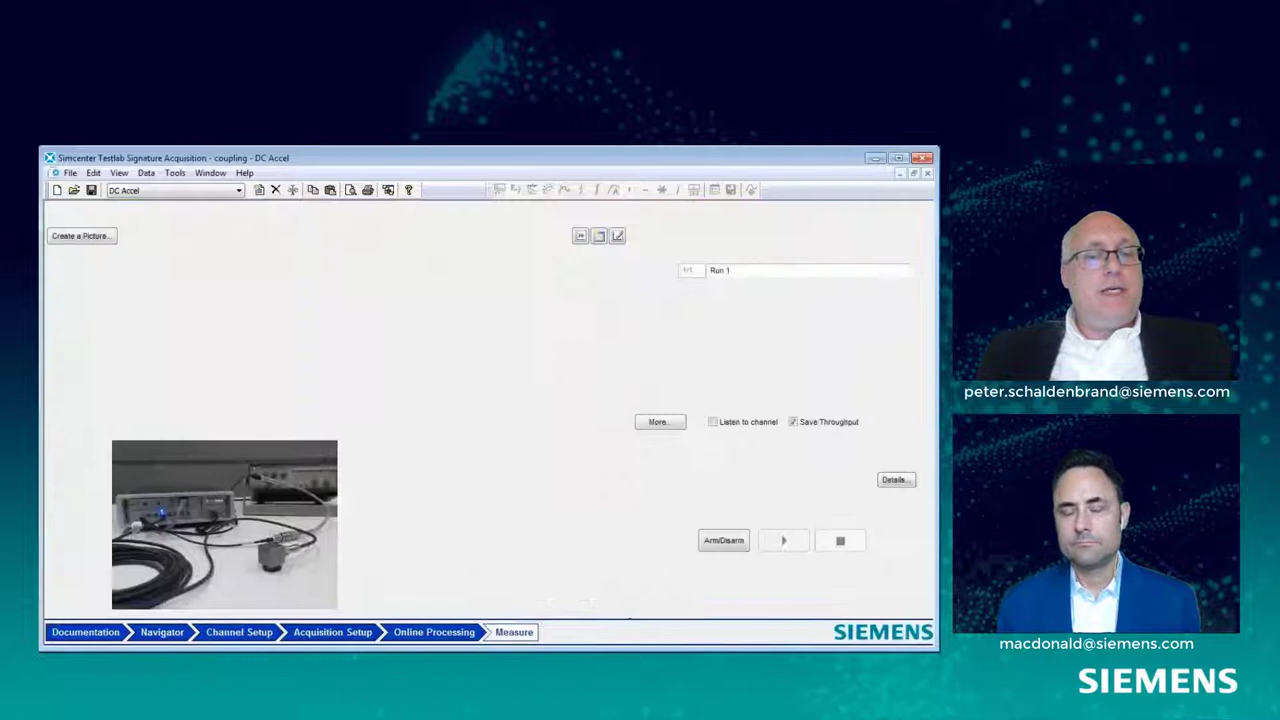 Simcenter Testlab Signature Acquisition - coupling - DC Accel
File Edit View Data Tools Window Help
DC Accel
Create a Picture...
1/1 Run 1
More... Listen to channel Save Throughput
Details...
Arm/Disarm
Documentation Navigator Channel Setup Acquisition Setup Online Processing Measure SIEMENS
peter.schaldenbrand@siemens.com
macdonald@siemens.com
SIEMENS